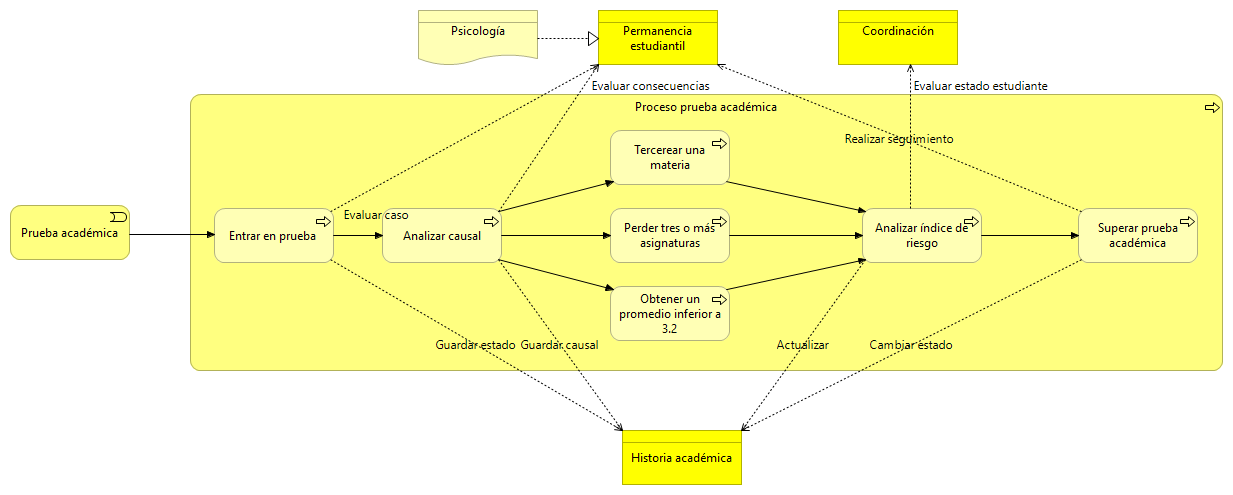 Psicología
Permanencia
estudiantil
Coordinación
Evaluar consecuencias
Evaluar estado estudiante
Proceso prueba académica
Tercerear una
materia
Realizar seguimiento
Prueba académica
Entrar en prueba
Evaluar caso
Analizar causal
Perder tres o más
asignaturas
Analizar índice de
riesgo
Superar prueba
académica
Obtener un
promedio inferior a
3.2
Guardar estado
Guardar causal
Actualizar
Cambiar estado
Historia académica